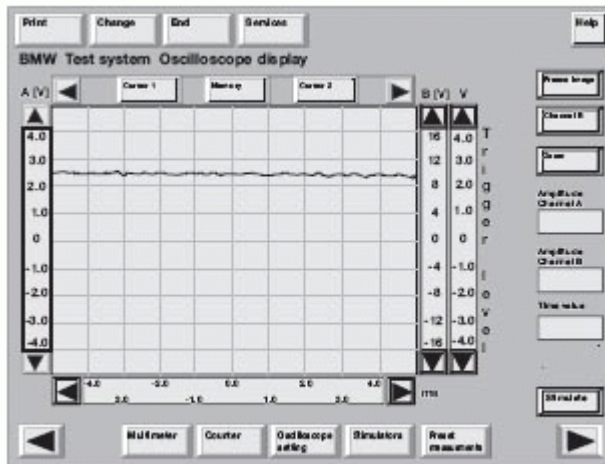 Print Change End Services Help
BMW Test system Oscilloscope display
A [V] Cursor 1 Memory Cursor 2 B [V] V
Freeze Image
Channel B
Zoom
4.0 16 4.0
3.0 12 3.0
2.0 8 2.0
1.0 4 1.0
0 0 0
-1.0 -4 -1.0
-2.0 -8 -2.0
-3.0 -12 -3.0
-4.0 -16 -4.0
Trigger level
Amplitude
Channel A
Amplitude
Channel B
Time value
-4.0 -2.0 0.0 2.0 4.0
3.0 -1.0 1.0 3.0
ms
Stimulate
Multimeter Counter Oscilloscope setting Stimulators Preset measurements